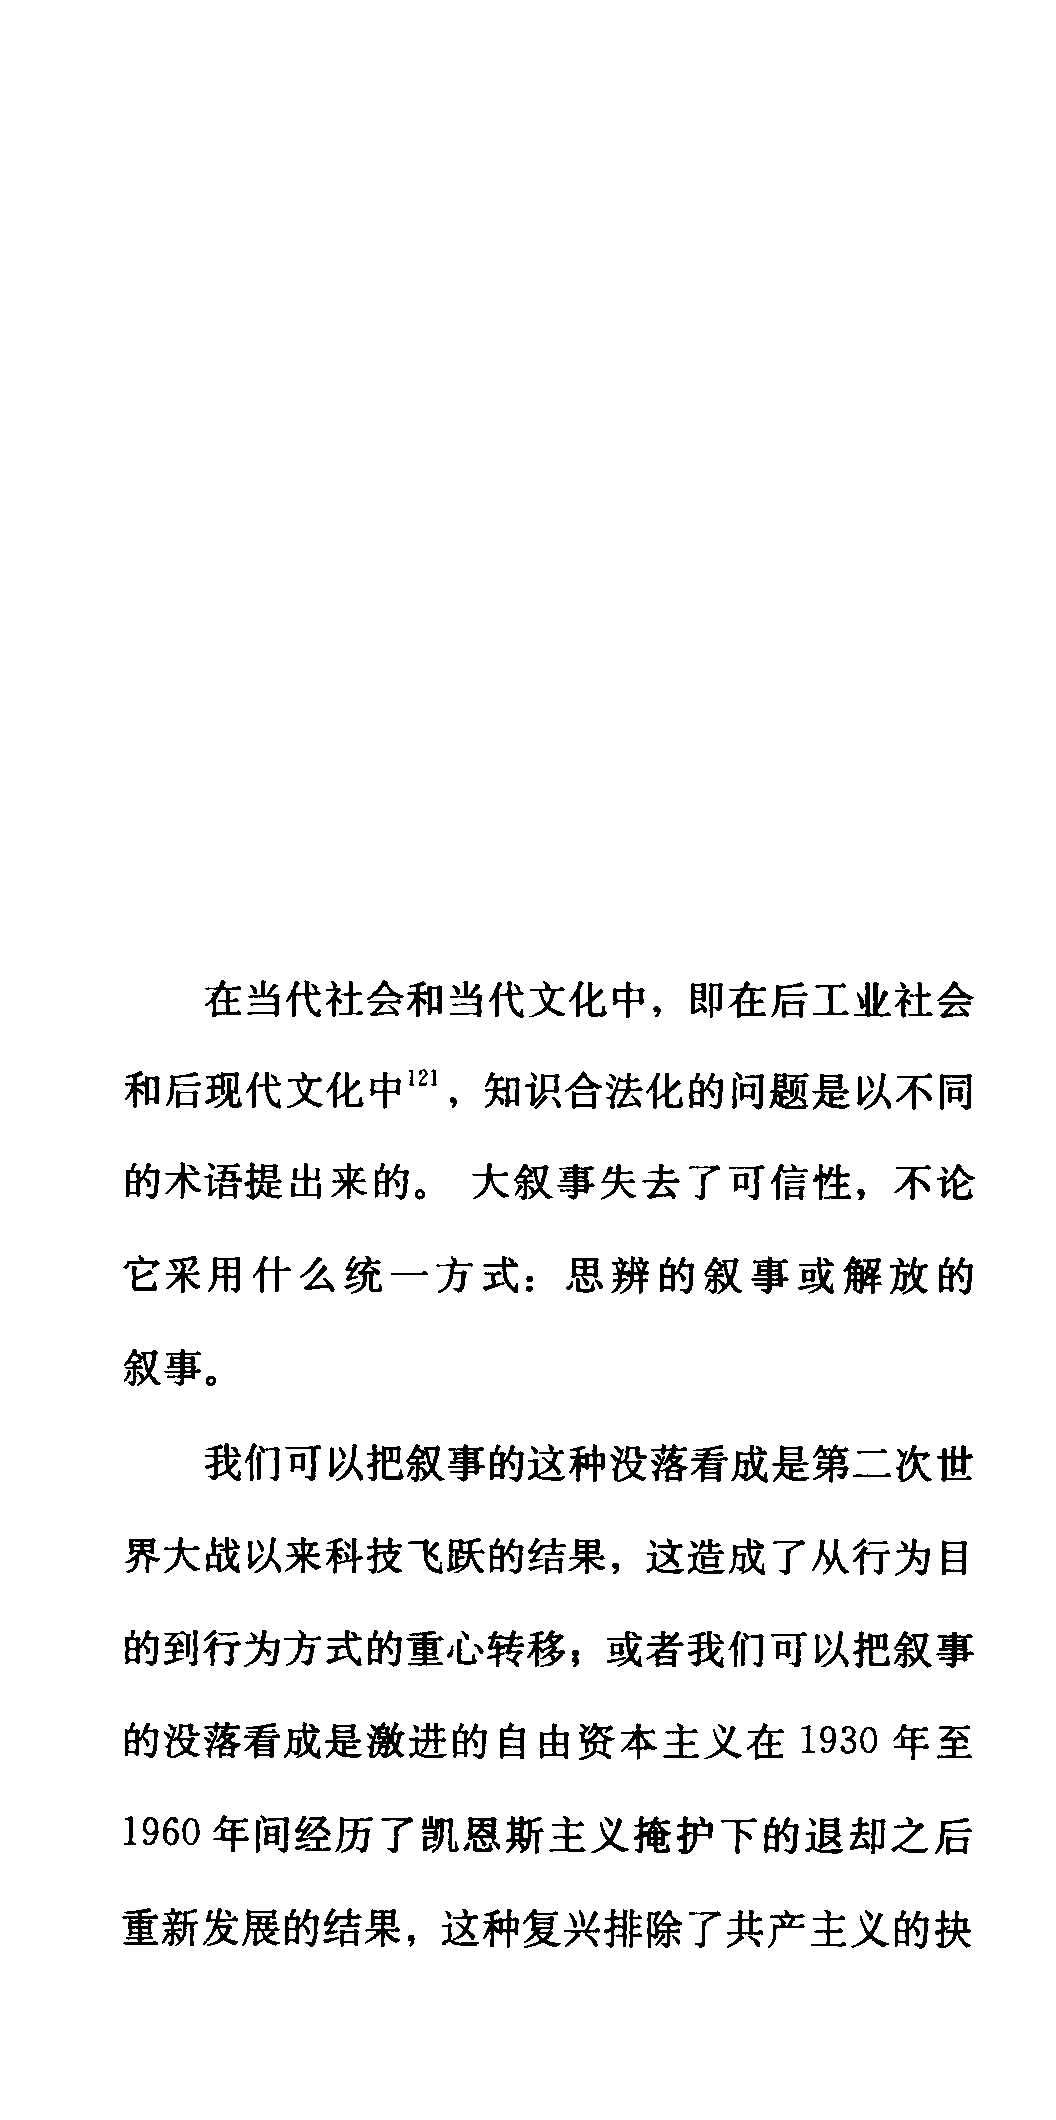 在当代社会和当代文化中，即在后工业社会
和后现代文化中121，知识合法化的问题是以不同
的术语提出来的。 大叙事失去了可信性，不论
它采用什么统一方式：思辨的叙事或解放的
叙事。
我们可以把叙事的这种没落看成是第二次世
界大战以来科技飞跃的结果，这造成了从行为目
的到行为方式的重心转移；或者我们可以把叙事
的没落看成是激进的自由资本主义在 1930 年至
1960 年间经历了凯恩斯主义掩护下的退却之后
重新发展的结果，这种复兴排除了共产主义的抉